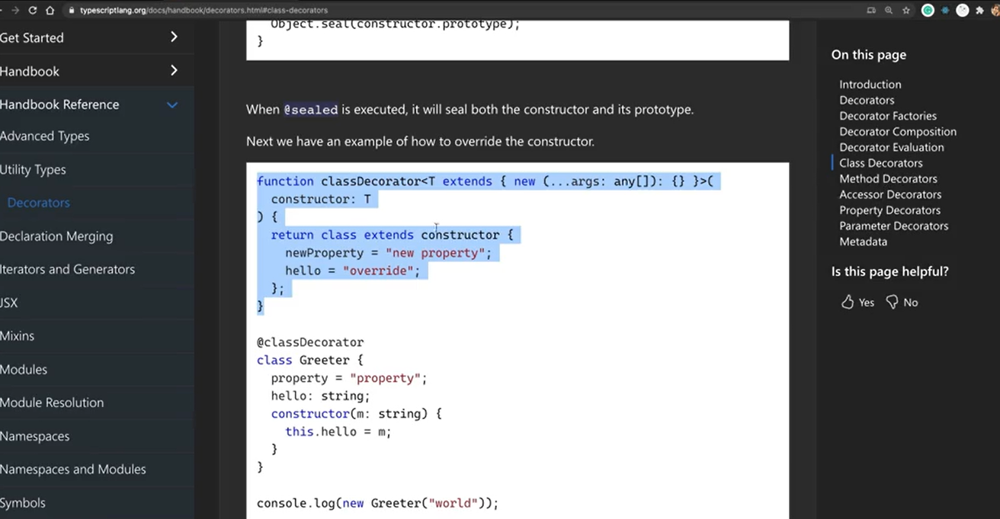 typescriptlang.org/docs/handbook/decorators.html#class-decorators
Get Started
Handbook
Handbook Reference
Advanced Types
Utility Types
Decorators
Declaration Merging
Iterators and Generators
JSX
Mixins
Modules
Module Resolution
Namespaces
Namespaces and Modules
Symbols
Object.seal(constructor.prototype);
}
When @sealed is executed, it will seal both the constructor and its prototype.
Next we have an example of how to override the constructor.
function classDecorator<T extends { new (...args: any[]): {} }>(
constructor: T
) {
return class extends constructor {
newProperty = "new property";
hello = "override";
};
}
@classDecorator
class Greeter {
property = "property";
hello: string;
constructor(m: string) {
this.hello = m;
}
}
console.log(new Greeter("world"));
On this page
Introduction
Decorators
Decorator Factories
Decorator Composition
Decorator Evaluation
Class Decorators
Method Decorators
Accessor Decorators
Property Decorators
Parameter Decorators
Metadata
Is this page helpful?
Yes No